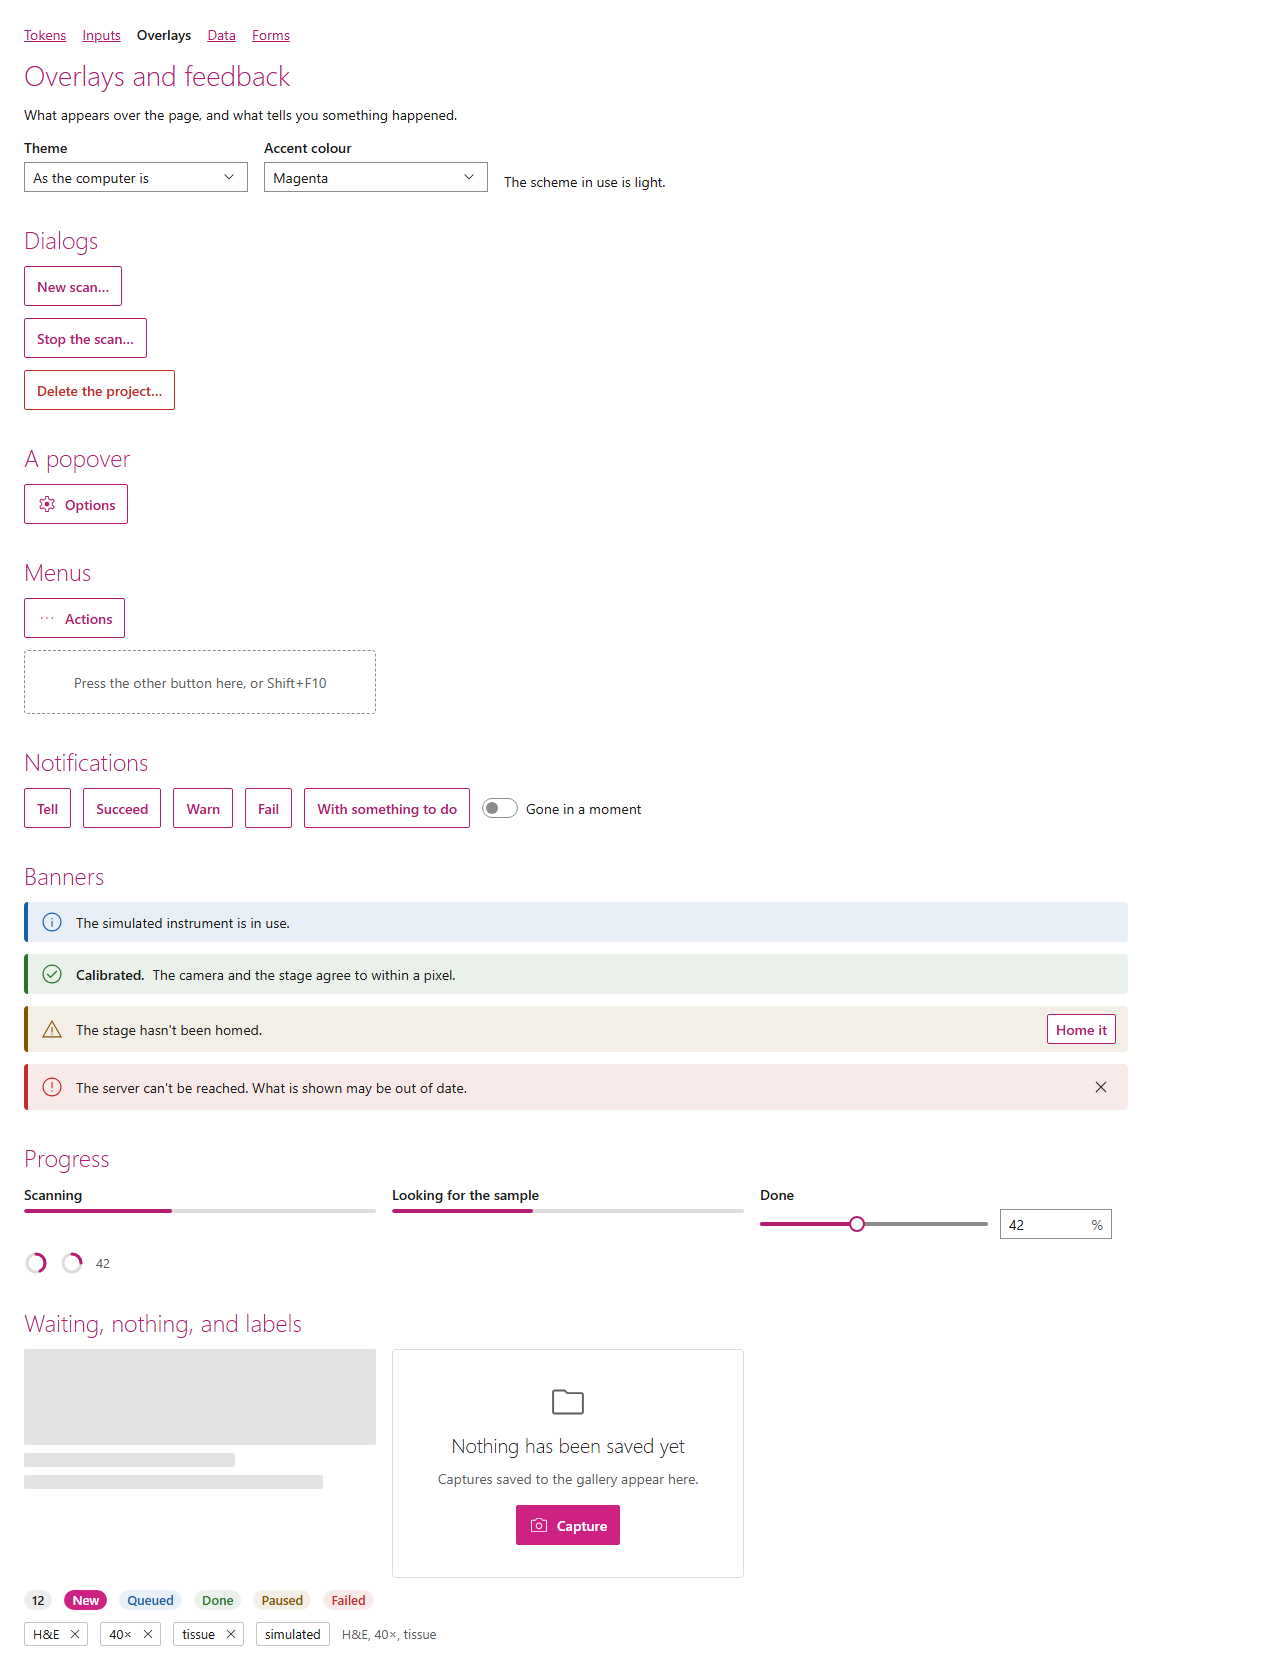 Tokens Inputs Overlays Data Forms
Overlays and feedback
What appears over the page, and what tells you something happened.
Theme Accent colour
As the computer is Magenta The scheme in use is light.
Dialogs
New scan...
Stop the scan...
Delete the project...
A popover
Options
Menus
Actions
Press the other button here, or Shift+F10
Notifications
Tell Succeed Warn Fail With something to do Gone in a moment
Banners
The simulated instrument is in use.
Calibrated. The camera and the stage agree to within a pixel.
The stage hasn't been homed. Home it
The server can't be reached. What is shown may be out of date.
Progress
Scanning Looking for the sample Done
42 %
42
Waiting, nothing, and labels
Nothing has been saved yet
Captures saved to the gallery appear here.
Capture
12 New Queued Done Paused Failed
H&E 40× tissue simulated H&E, 40×, tissue